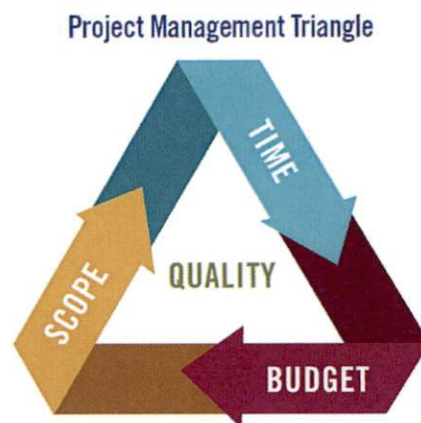 Project Management Triangle
TIME
QUALITY
SCOPE
BUDGET